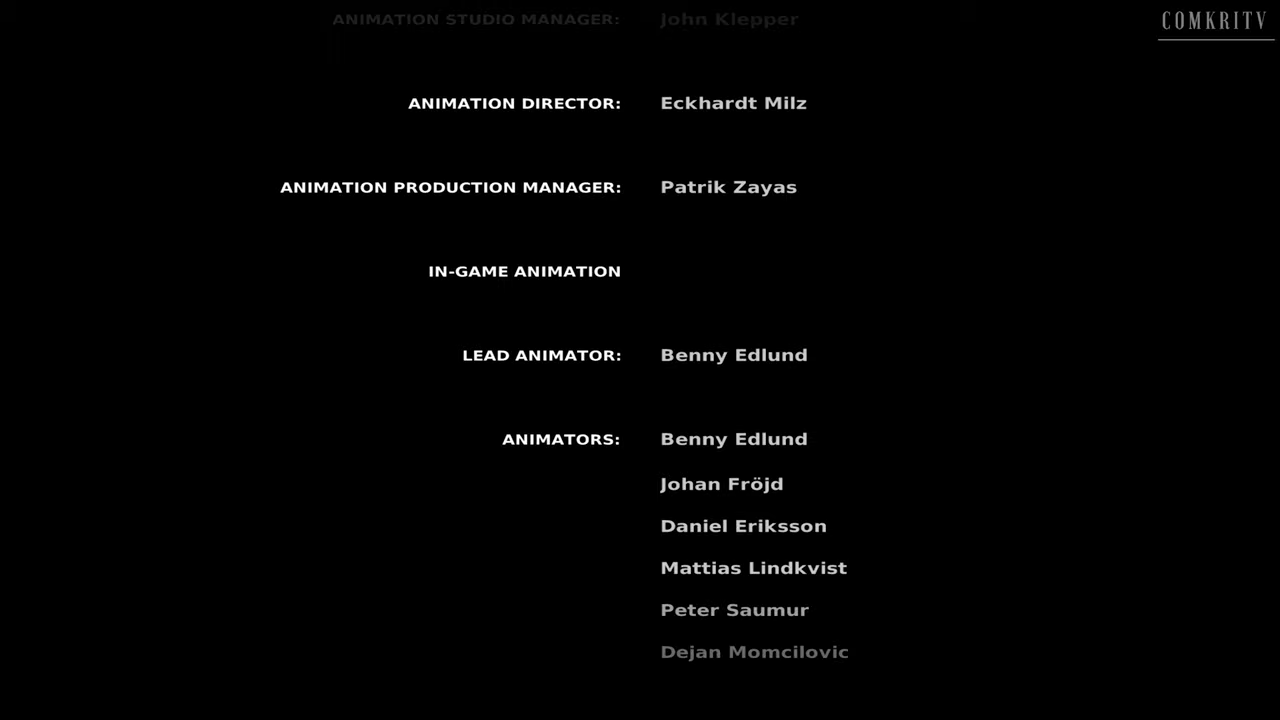 ANIMATION STUDIO MANAGER: John Klepper
COMKRITV
ANIMATION DIRECTOR: Eckhardt Milz
ANIMATION PRODUCTION MANAGER: Patrik Zayas
IN-GAME ANIMATION
LEAD ANIMATOR: Benny Edlund
ANIMATORS: Benny Edlund
Johan Fröjd
Daniel Eriksson
Mattias Lindkvist
Peter Saumur
Dejan Momcilovic